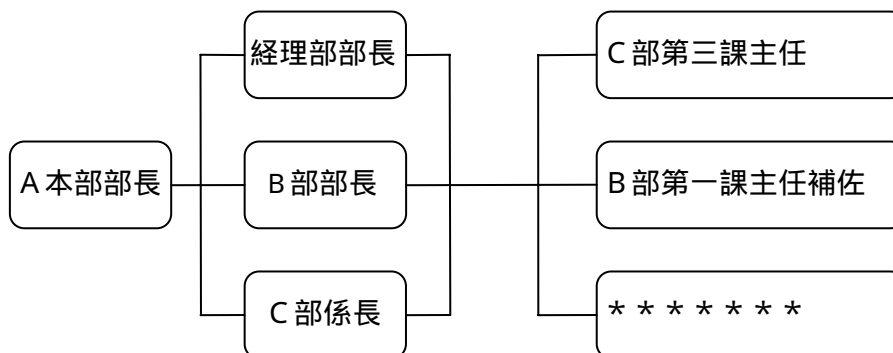 A本部部長
経理部部長
B部部長
C部係長
C部第三課主任
B部第一課主任補佐
*******